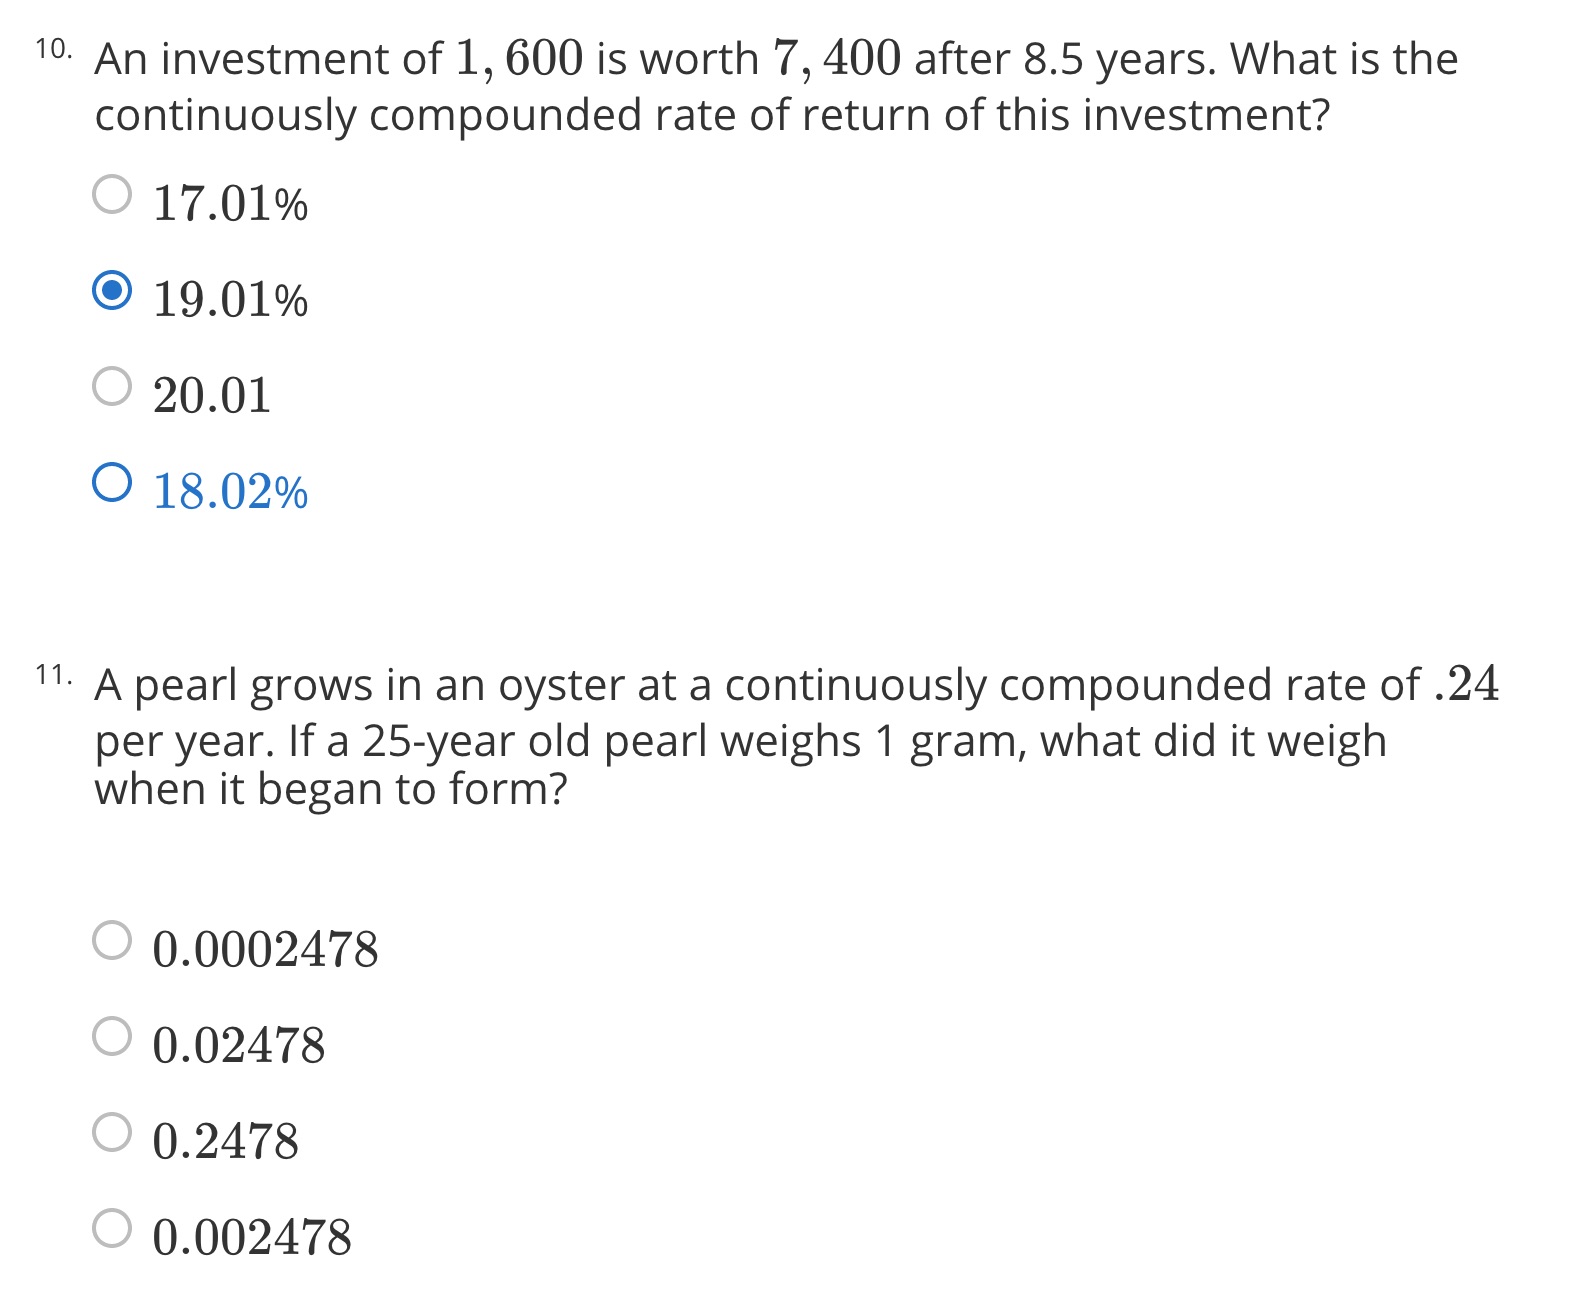 10. An investment of 1, 600 is worth 7, 400 after 8.5 years. What is the
continuously compounded rate of return of this investment?
17.01%
19.01%
20.01
18.02%
11. A pearl grows in an oyster at a continuously compounded rate of .24
per year. If a 25-year old pearl weighs 1 gram, what did it weigh
when it began to form?
0.0002478
0.02478
0.2478
0.002478